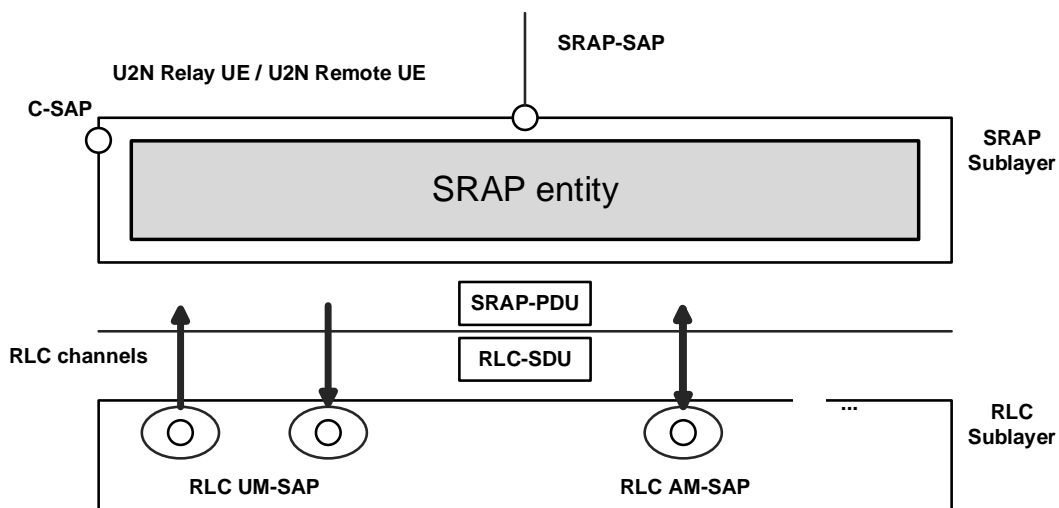 SRAP-SAP
U2N Relay UE / U2N Remote UE
C-SAP
SRAP
Sublayer
SRAP entity
SRAP-PDU
RLC channels
RLC-SDU
...
RLC
Sublayer
RLC UM-SAP
RLC AM-SAP